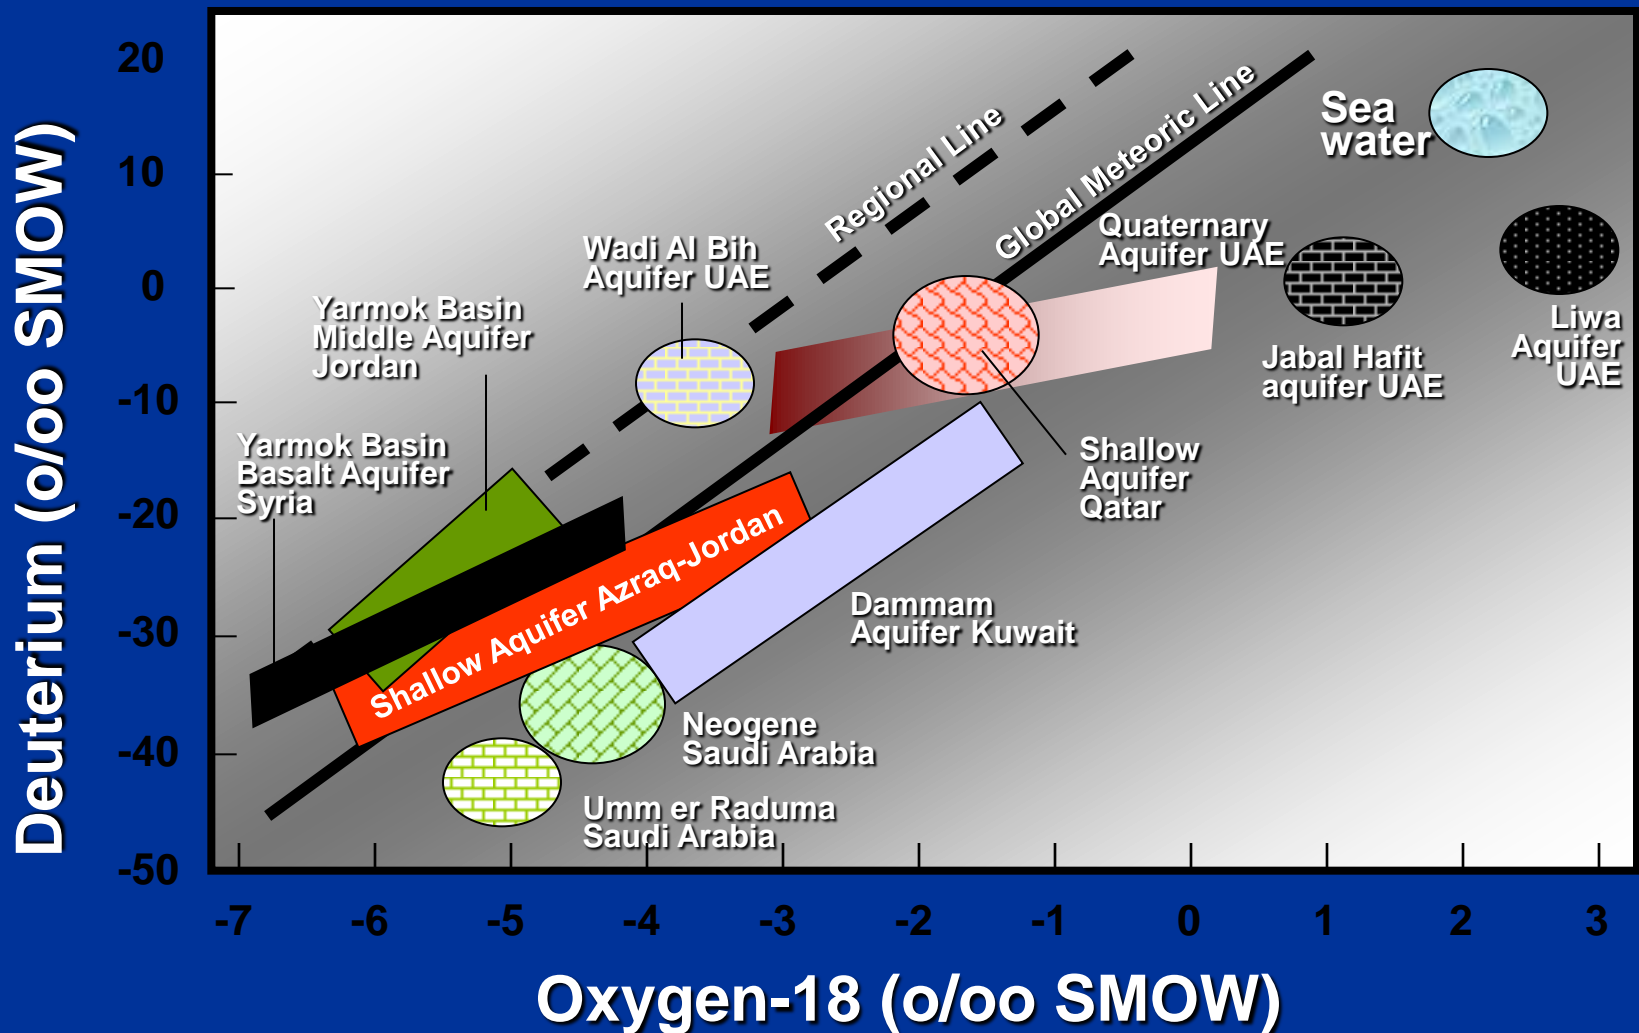 20
10
0
-10
-20
-30
-40
-50
Deuterium (o/oo SMOW)
Regional Line
Global Meteoric Line
Sea
water
Quaternary
Aquifer UAE
Wadi Al Bih
Aquifer UAE
Yarmok Basin
Middle Aquifer
Jordan
Liwa
Aquifer
UAE
Jabal Hafit
aquifer UAE
Yarmok Basin
Basalt Aquifer
Syria
Shallow
Aquifer
Qatar
Shallow Aquifer Azraq-Jordan
Dammam
Aquifer Kuwait
Neogene
Saudi Arabia
Umm er Raduma
Saudi Arabia
-7 -6 -5 -4 -3 -2 -1 0 1 2 3
Oxygen-18 (o/oo SMOW)